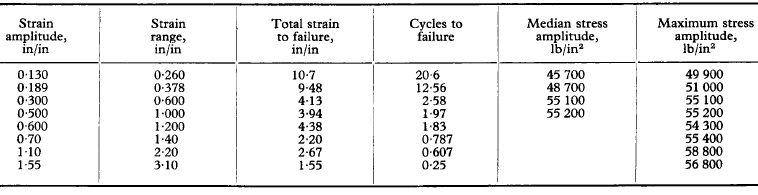 Strain amplitude, in/in | Strain range, in/in | Total strain to failure, in/in | Cycles to failure | Median stress amplitude, lb/in² | Maximum stress amplitude, lb/in²
0·130 | 0·260 | 10·7 | 20·6 | 45 700 | 49 900
0·189 | 0·378 | 9·48 | 12·56 | 48 700 | 51 000
0·300 | 0·600 | 4·13 | 2·58 | 55 100 | 55 100
0·500 | 1·000 | 3·94 | 1·97 | 55 200 | 55 200
0·600 | 1·200 | 4·38 | 1·83 | | 54 300
0·70 | 1·40 | 2·20 | 0·787 | | 55 400
1·10 | 2·20 | 2·67 | 0·607 | | 58 800
1·55 | 3·10 | 1·55 | 0·25 | | 56 800